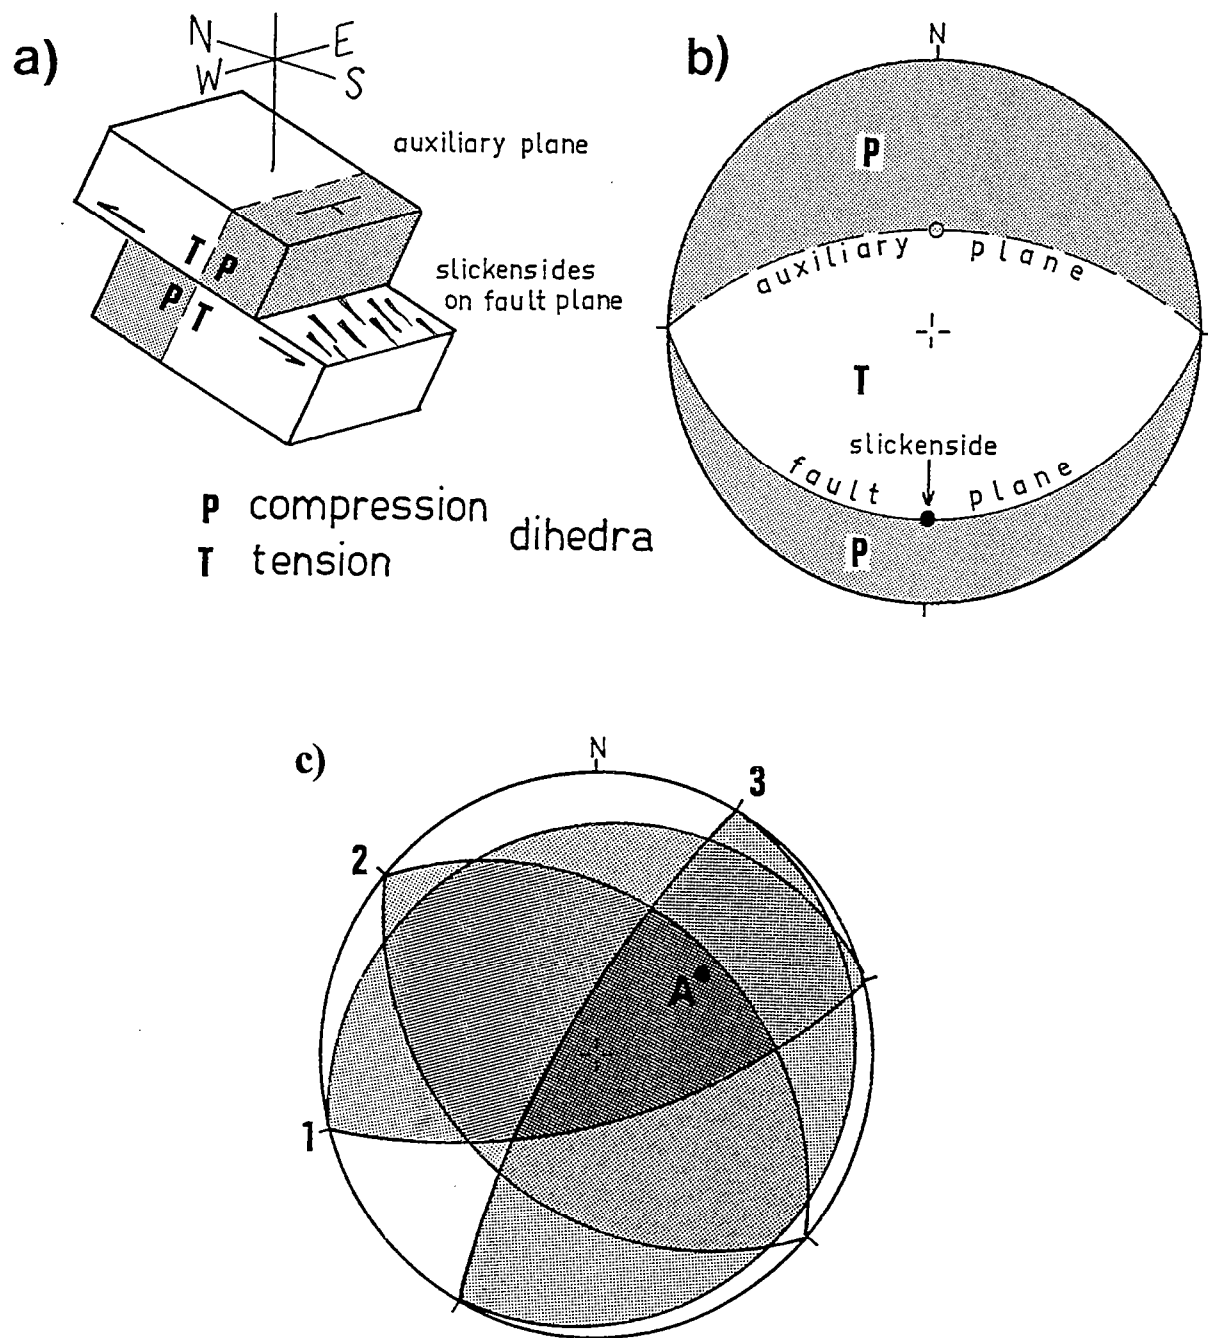 a)
N
E
W
S
auxiliary plane
T P
P T
slickensides
on fault plane
P compression
T tension
dihedra
b)
N
P
auxiliary plane
T
slickenside
fault plane
P
c)
N
3
2
A
1